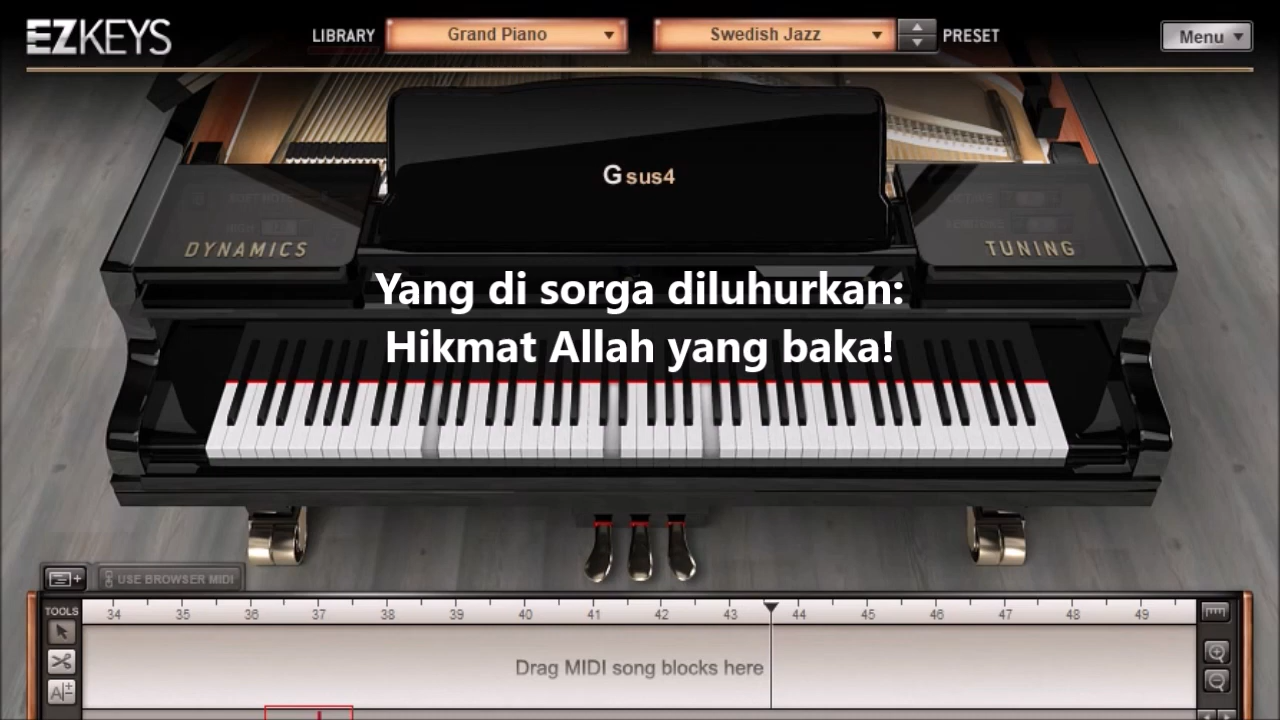 EZKEYS
LIBRARY
Grand Piano
Swedish Jazz
PRESET
Menu
G sus4
DYNAMICS
TUNING
Yang di sorga diluhurkan:
Hikmat Allah yang baka!
USE BROWSER MIDI
TOOLS
34 35 36 37 38 39 40 41 42 43 44 45 46 47 48 49
Drag MIDI song blocks here